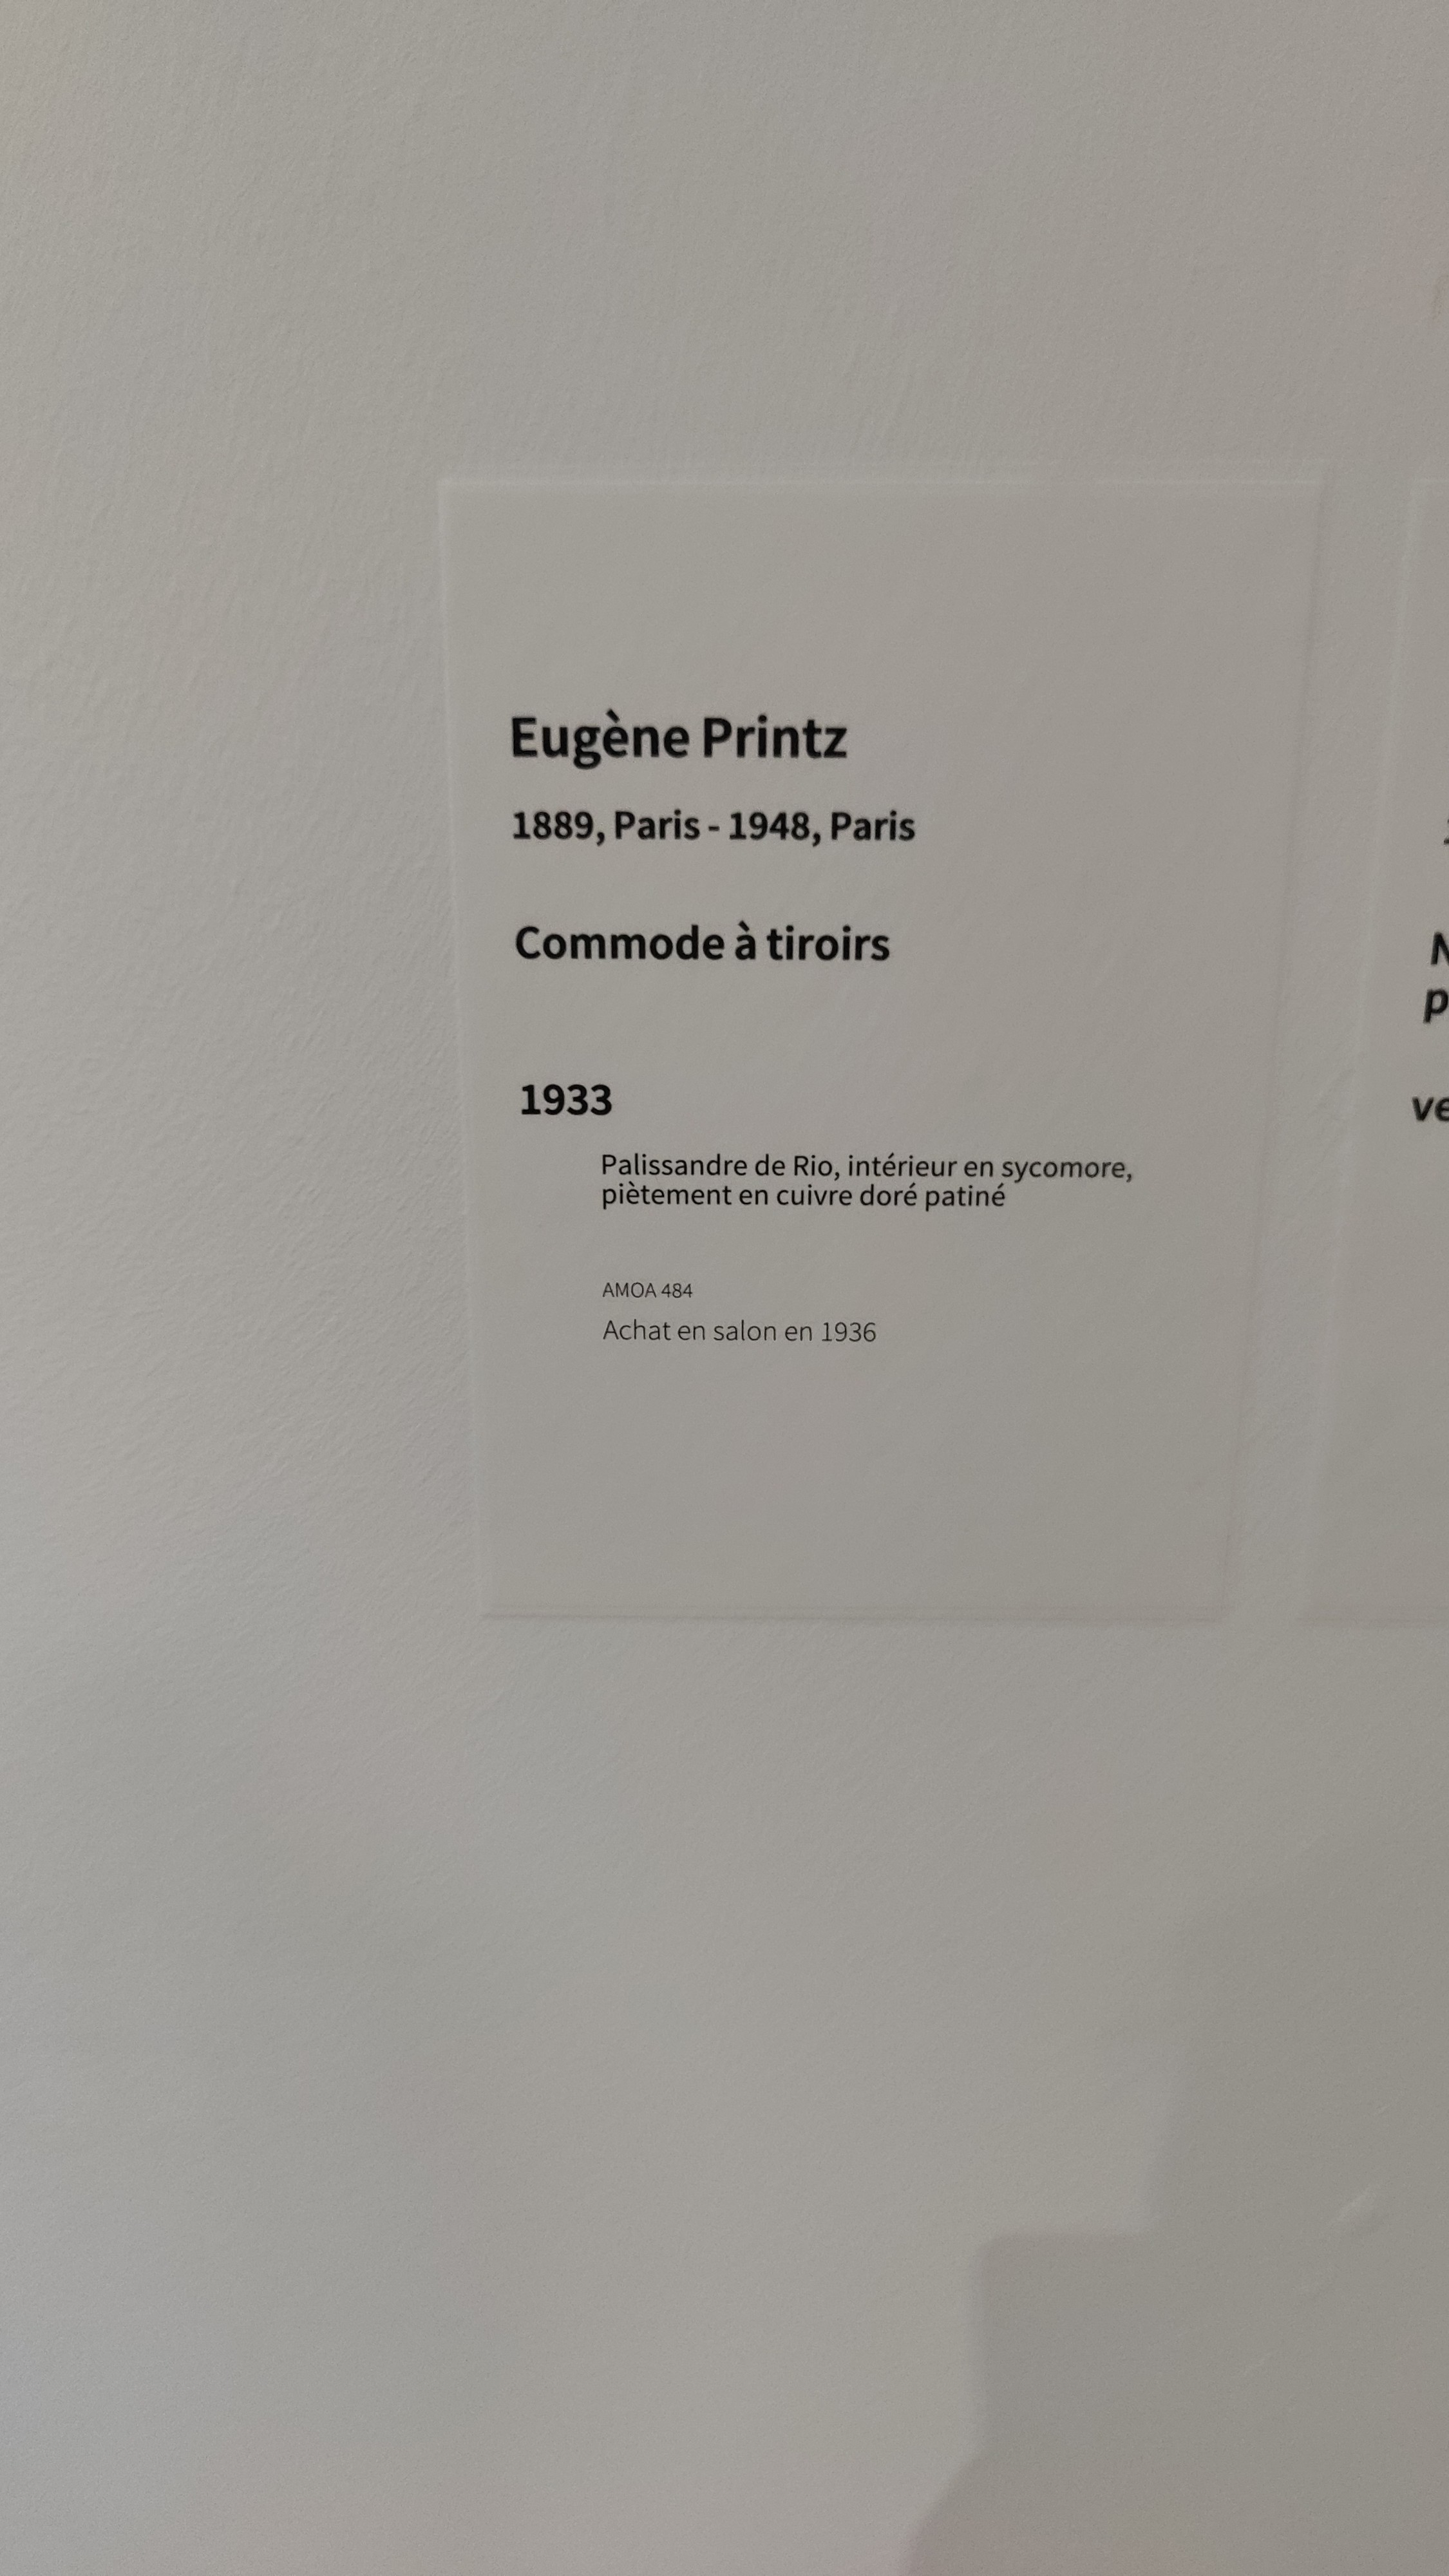 Eugène Printz
1889, Paris - 1948, Paris
Commode à tiroirs
1933
Palissandre de Rio, intérieur en sycomore,
piètement en cuivre doré patiné
AMOA 484
Achat en salon en 1936